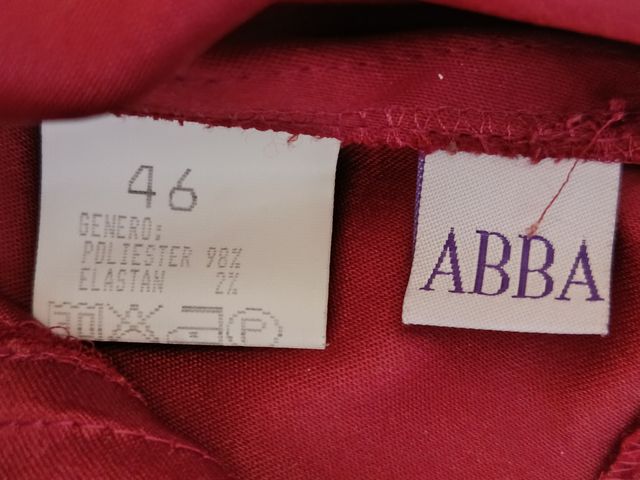 46
GENERO:
POLIESTER 98%
ELASTAN 2%
P
ABBA